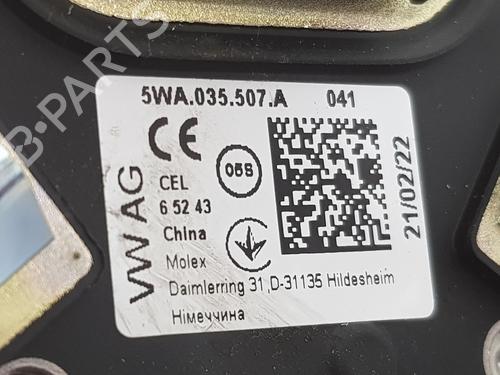 5WA.035.507.A 041
VW AG
CE
05S
CEL
6 52 43
China
Molex
21/02/22
Daimlerring 31 ,D-31135 Hildesheim
Німеччина